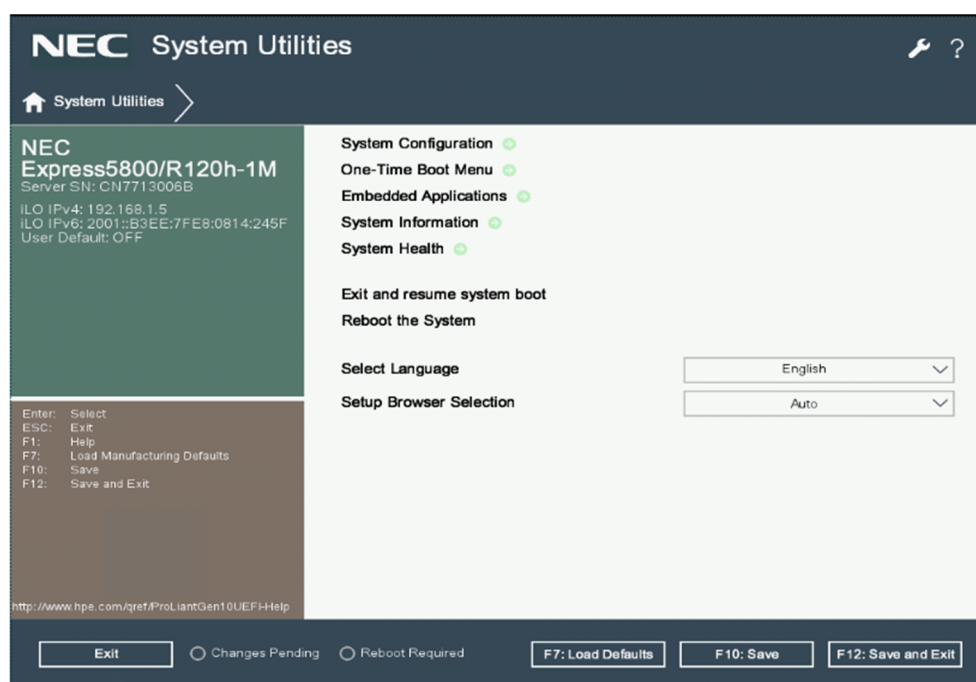 NEC System Utilities
?
System Utilities
NEC
Express5800/R120h-1M
Server SN: CN7713006B
iLO IPv4: 192.168.1.5
iLO IPv6: 2001::B3EE:7FE8:0814:245F
User Default: OFF
Enter: Select
ESC: Exit
F1: Help
F7: Load Manufacturing Defaults
F10: Save
F12: Save and Exit
http://www.hpe.com/qref/ProLiantGen10UEFI-Help
System Configuration
One-Time Boot Menu
Embedded Applications
System Information
System Health
Exit and resume system boot
Reboot the System
Select Language English
Setup Browser Selection Auto
Exit Changes Pending Reboot Required F7: Load Defaults F10: Save F12: Save and Exit